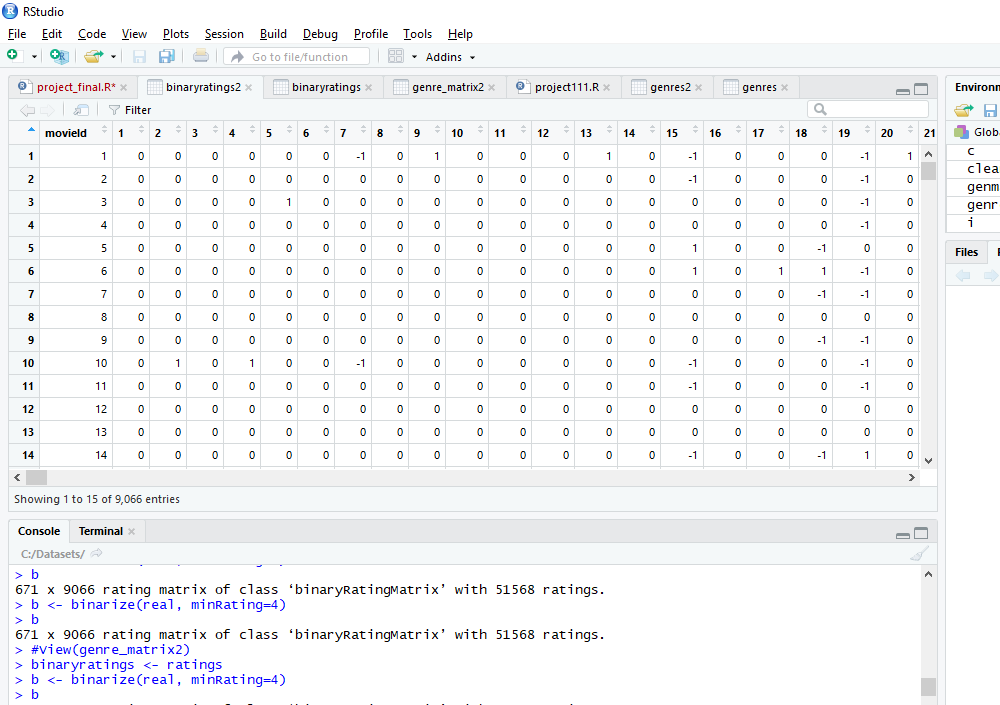 RStudio
File Edit Code View Plots Session Build Debug Profile Tools Help
Go to file/function Addins
project_final.R* binaryratings2 binaryratings genre_matrix2 project111.R genres2 genres
Filter
movieId 1 2 3 4 5 6 7 8 9 10 11 12 13 14 15 16 17 18 19 20 21
1 1 0 0 0 0 0 0 -1 0 1 0 0 0 1 0 -1 0 0 0 -1 1
2 2 0 0 0 0 0 0 0 0 0 0 0 0 0 0 -1 0 0 0 -1 0
3 3 0 0 0 0 1 0 0 0 0 0 0 0 0 0 0 0 0 0 -1 0
4 4 0 0 0 0 0 0 0 0 0 0 0 0 0 0 0 0 0 0 -1 0
5 5 0 0 0 0 0 0 0 0 0 0 0 0 0 0 1 0 0 -1 0 0
6 6 0 0 0 0 0 0 0 0 0 0 0 0 0 0 1 0 1 1 -1 0
7 7 0 0 0 0 0 0 0 0 0 0 0 0 0 0 0 0 0 -1 -1 0
8 8 0 0 0 0 0 0 0 0 0 0 0 0 0 0 0 0 0 0 0 0
9 9 0 0 0 0 0 0 0 0 0 0 0 0 0 0 0 0 0 -1 -1 0
10 10 0 1 0 1 0 0 -1 0 0 0 0 0 0 0 -1 0 0 0 -1 0
11 11 0 0 0 0 0 0 0 0 0 0 0 0 0 0 -1 0 0 0 -1 0
12 12 0 0 0 0 0 0 0 0 0 0 0 0 0 0 0 0 0 0 0 0
13 13 0 0 0 0 0 0 0 0 0 0 0 0 0 0 0 0 0 0 0 0
14 14 0 0 0 0 0 0 0 0 0 0 0 0 0 0 -1 0 0 -1 1 0
Showing 1 to 15 of 9,066 entries
Environ
Globa
c
clea
genm
genr
i
Files
Console Terminal
C:/Datasets/
> b
671 x 9066 rating matrix of class ‘binaryRatingMatrix’ with 51568 ratings.
> b <- binarize(real, minRating=4)
> b
671 x 9066 rating matrix of class ‘binaryRatingMatrix’ with 51568 ratings.
> #View(genre_matrix2)
> binaryratings <- ratings
> b <- binarize(real, minRating=4)
> b